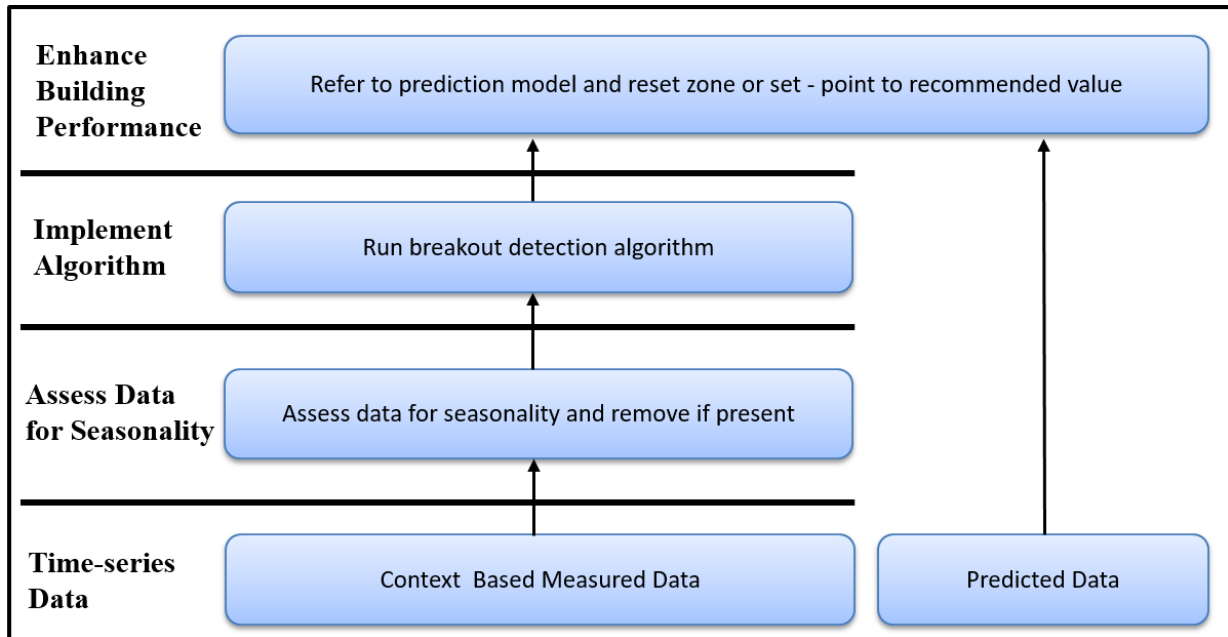 Enhance
Building
Performance
Refer to prediction model and reset zone or set - point to recommended value
Implement
Algorithm
Run breakout detection algorithm
Assess Data
for Seasonality
Assess data for seasonality and remove if present
Time-series
Data
Context  Based Measured Data
Predicted Data